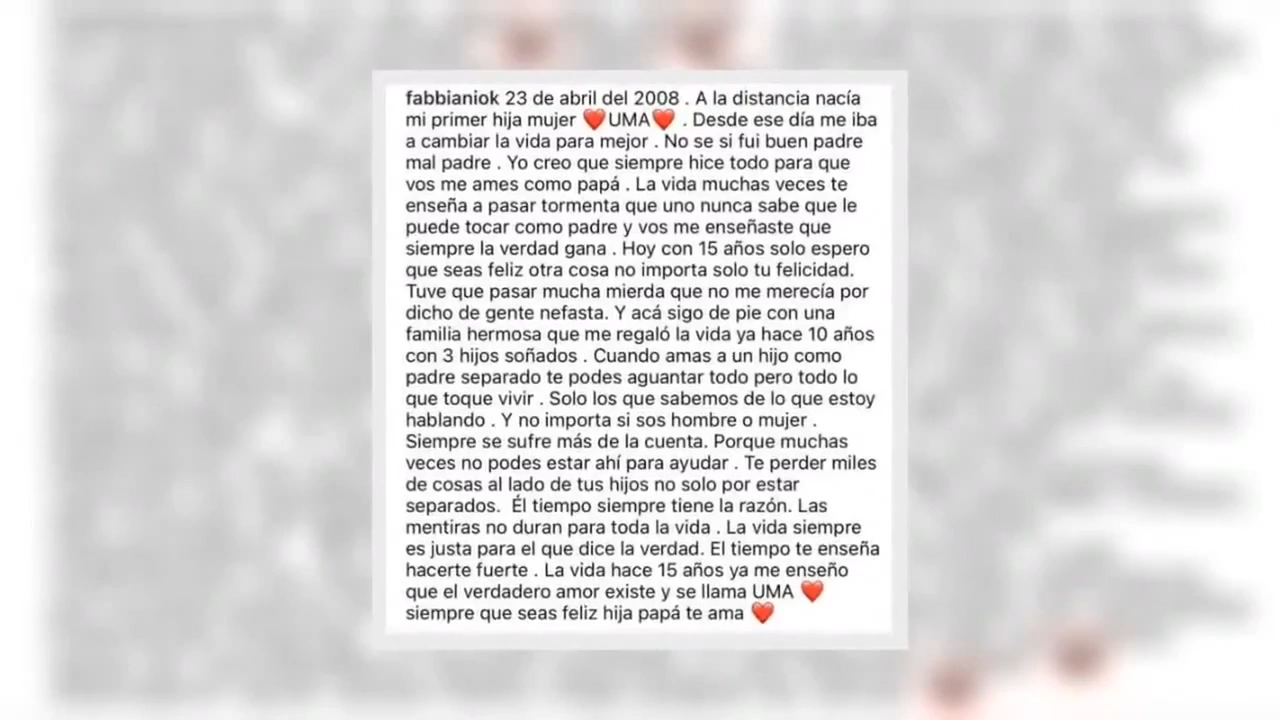 fabbianiok 23 de abril del 2008 . A la distancia nacía
mi primer hija mujer ❤️UMA❤️ . Desde ese día me iba
a cambiar la vida para mejor . No se si fui buen padre
mal padre . Yo creo que siempre hice todo para que
vos me ames como papá . La vida muchas veces te
enseña a pasar tormenta que uno nunca sabe que le
puede tocar como padre y vos me enseñaste que
siempre la verdad gana . Hoy con 15 años solo espero
que seas feliz otra cosa no importa solo tu felicidad.
Tuve que pasar mucha mierda que no me merecía por
dicho de gente nefasta. Y acá sigo de pie con una
familia hermosa que me regaló la vida ya hace 10 años
con 3 hijos soñados . Cuando amas a un hijo como
padre separado te podes aguantar todo pero todo lo
que toque vivir . Solo los que sabemos de lo que estoy
hablando . Y no importa si sos hombre o mujer .
Siempre se sufre más de la cuenta. Porque muchas
veces no podes estar ahí para ayudar . Te perder miles
de cosas al lado de tus hijos no solo por estar
separados.  Él tiempo siempre tiene la razón. Las
mentiras no duran para toda la vida . La vida siempre
es justa para el que dice la verdad. El tiempo te enseña
hacerte fuerte . La vida hace 15 años ya me enseño
que el verdadero amor existe y se llama UMA ❤️
siempre que seas feliz hija papá te ama ❤️